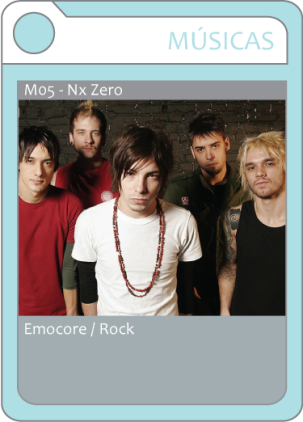 MÚSICAS
M05 - Nx Zero
Emocore / Rock